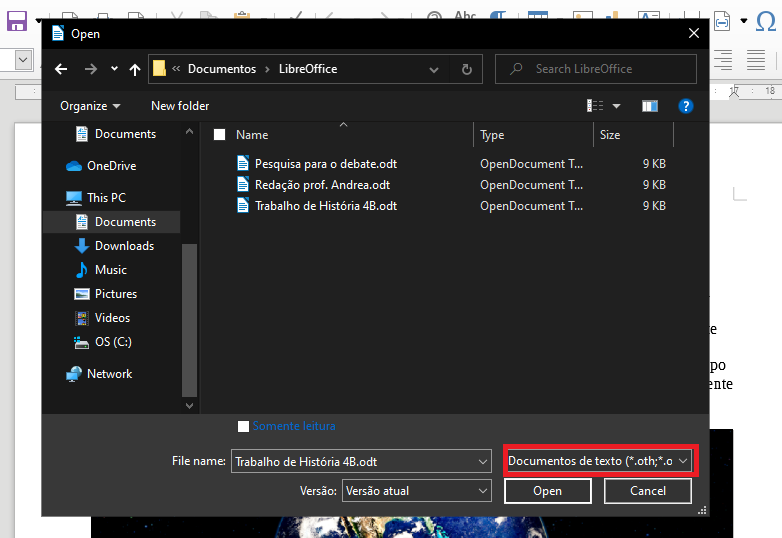 Abc
Open
17
18
« Documentos > LibreOffice
Search LibreOffice
Organize
New folder
?
Name
Type
Size
Documents
OneDrive
This PC
Documents
Downloads
Music
Pictures
Videos
OS (C:)
Network
Pesquisa para o debate.odt OpenDocument T... 9 KB
Redação prof. Andrea.odt OpenDocument T... 9 KB
Trabalho de História 4B.odt OpenDocument T... 9 KB
te
po
ente
Somente leitura
File name: Trabalho de História 4B.odt
Documentos de texto (*.oth;*.o
Versão: Versão atual
Open
Cancel